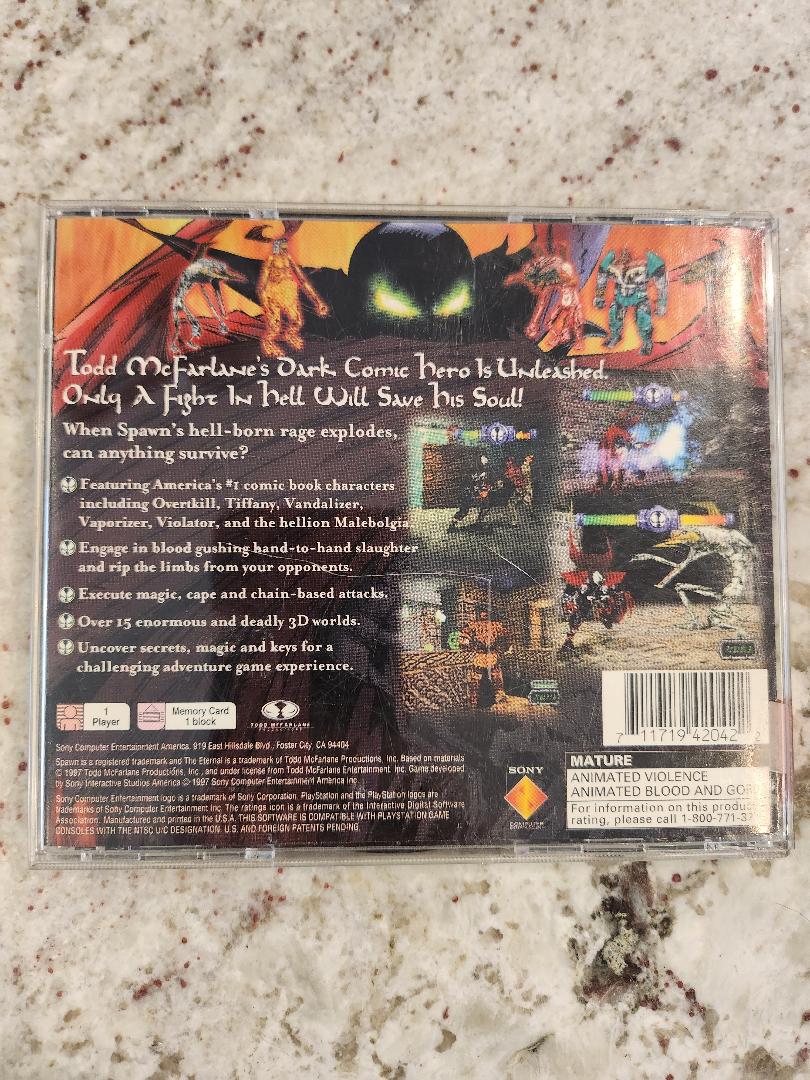 Todd McFarlane's Dark Comic Hero Is Unleashed.
Only A Fight In Hell Will Save His Soul!
When Spawn's hell-born rage explodes,
can anything survive?
Featuring America's #1 comic book characters
including Overtkill, Tiffany, Vandalizer,
Vaporizer, Violator, and the hellion Malebolgia
Engage in blood gushing hand-to-hand slaughter
and rip the limbs from your opponents.
Execute magic, cape and chain-based attacks.
Over 15 enormous and deadly 3D worlds.
Uncover secrets, magic and keys for a
challenging adventure game experience.
1
Player
Memory Card
1 block
TODD McFARLANE
Sony Computer Entertainment America, 919 East Hillsdale Blvd., Foster City, CA 94404
Spawn is a registered trademark and The Eternal is a trademark of Todd McFarlane Productions, Inc. Based on materials
© 1997 Todd McFarlane Productions, Inc., and under license from Todd McFarlane Entertainment, Inc. Game developed
by Sony Interactive Studios America © 1997 Sony Computer Entertainment America Inc.
Sony Computer Entertainment logo is a trademark of Sony Corporation. PlayStation and the PlayStation logos are
trademarks of Sony Computer Entertainment Inc. The ratings icon is a trademark of the Interactive Digital Software
Association. Manufactured and printed in the U.S.A. THIS SOFTWARE IS COMPATIBLE WITH PLAYSTATION GAME
CONSOLES WITH THE NTSC U/C DESIGNATION. U.S. AND FOREIGN PATENTS PENDING.
SONY
COMPUTER
7 11719 42042 2
MATURE
ANIMATED VIOLENCE
ANIMATED BLOOD AND GOR
For information on this product
rating, please call 1-800-771-37